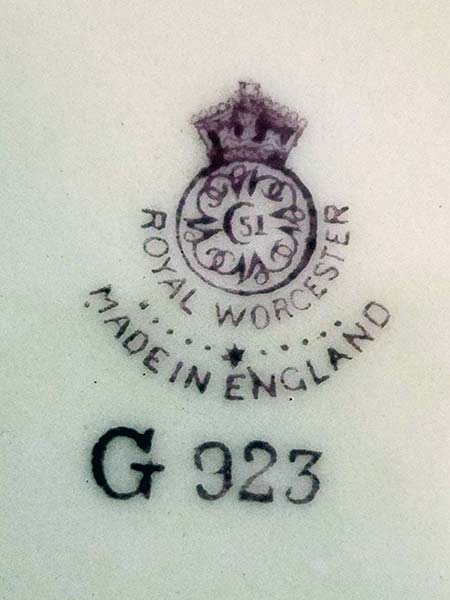 51
ROYAL WORCESTER
MADE IN ENGLAND
G 923